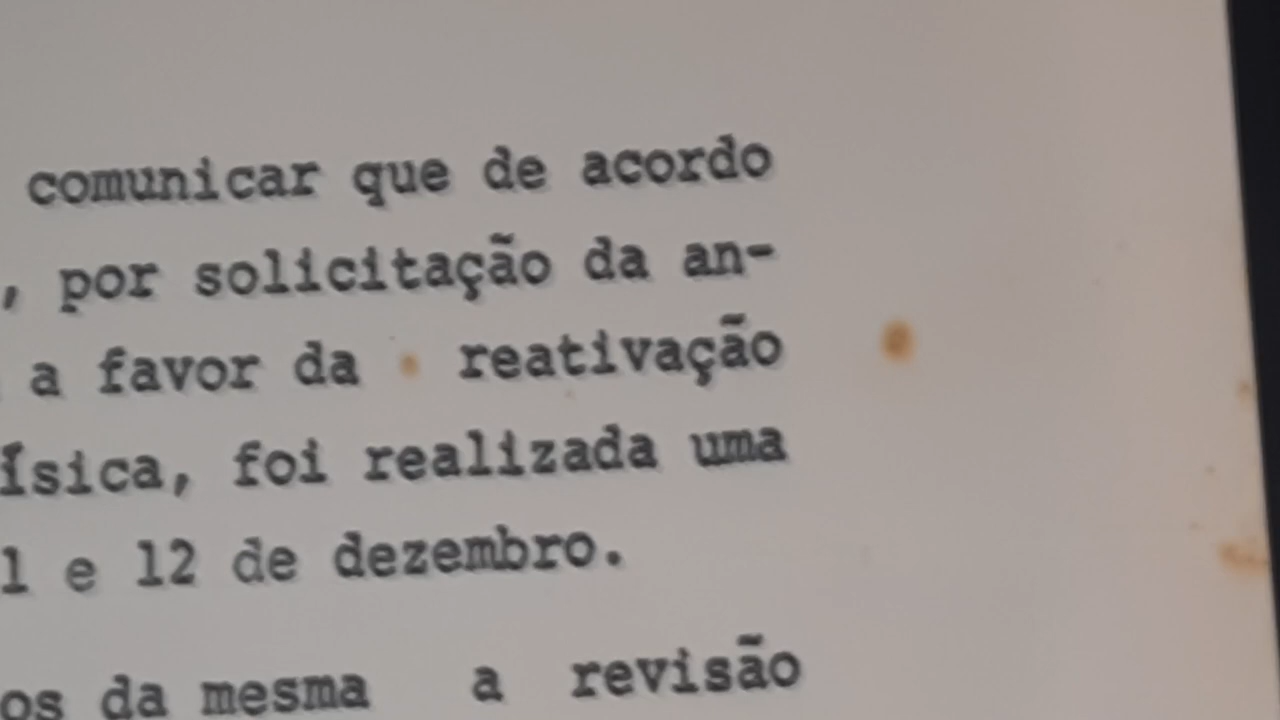 comunicar que de acordo
, por solicitação da an-
a favor da reativação
ísica, foi realizada uma
1 e 12 de dezembro.
os da mesma a revisão